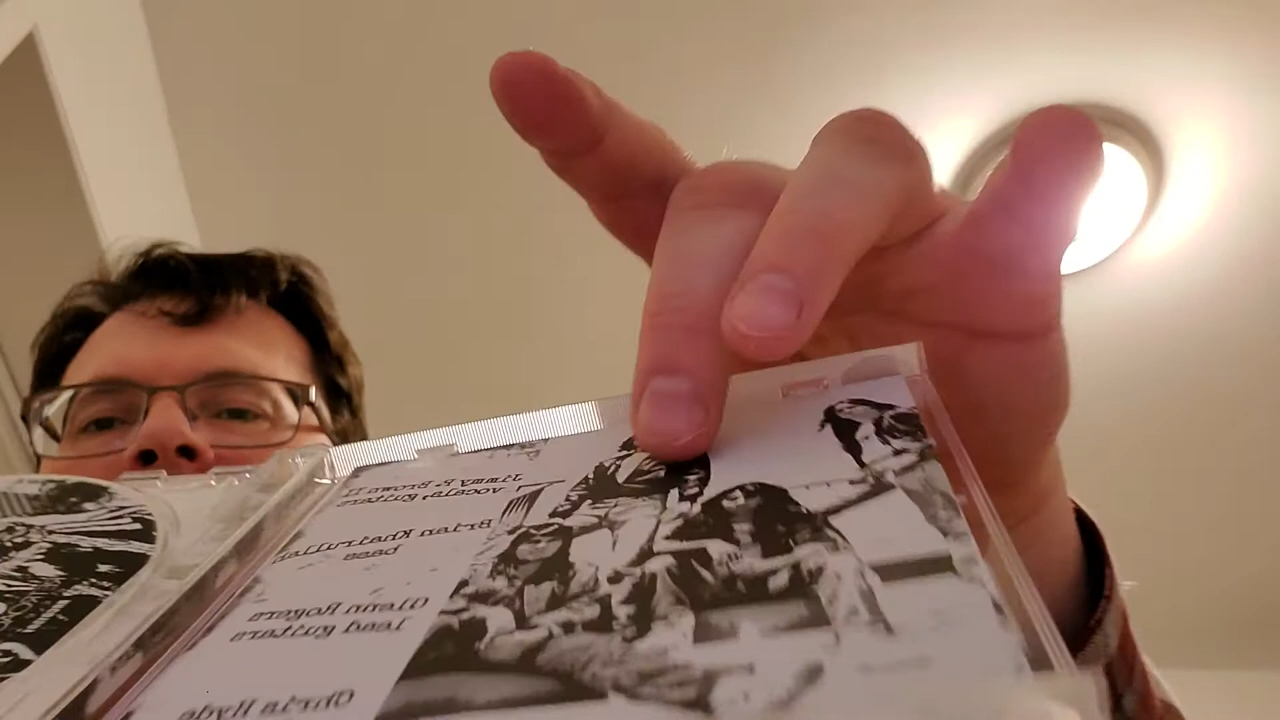 Jimmy P. Brown II
vocals, guitars
Brian Khairullah
bass
Glenn Rogers
lead guitars
Chris Hyde